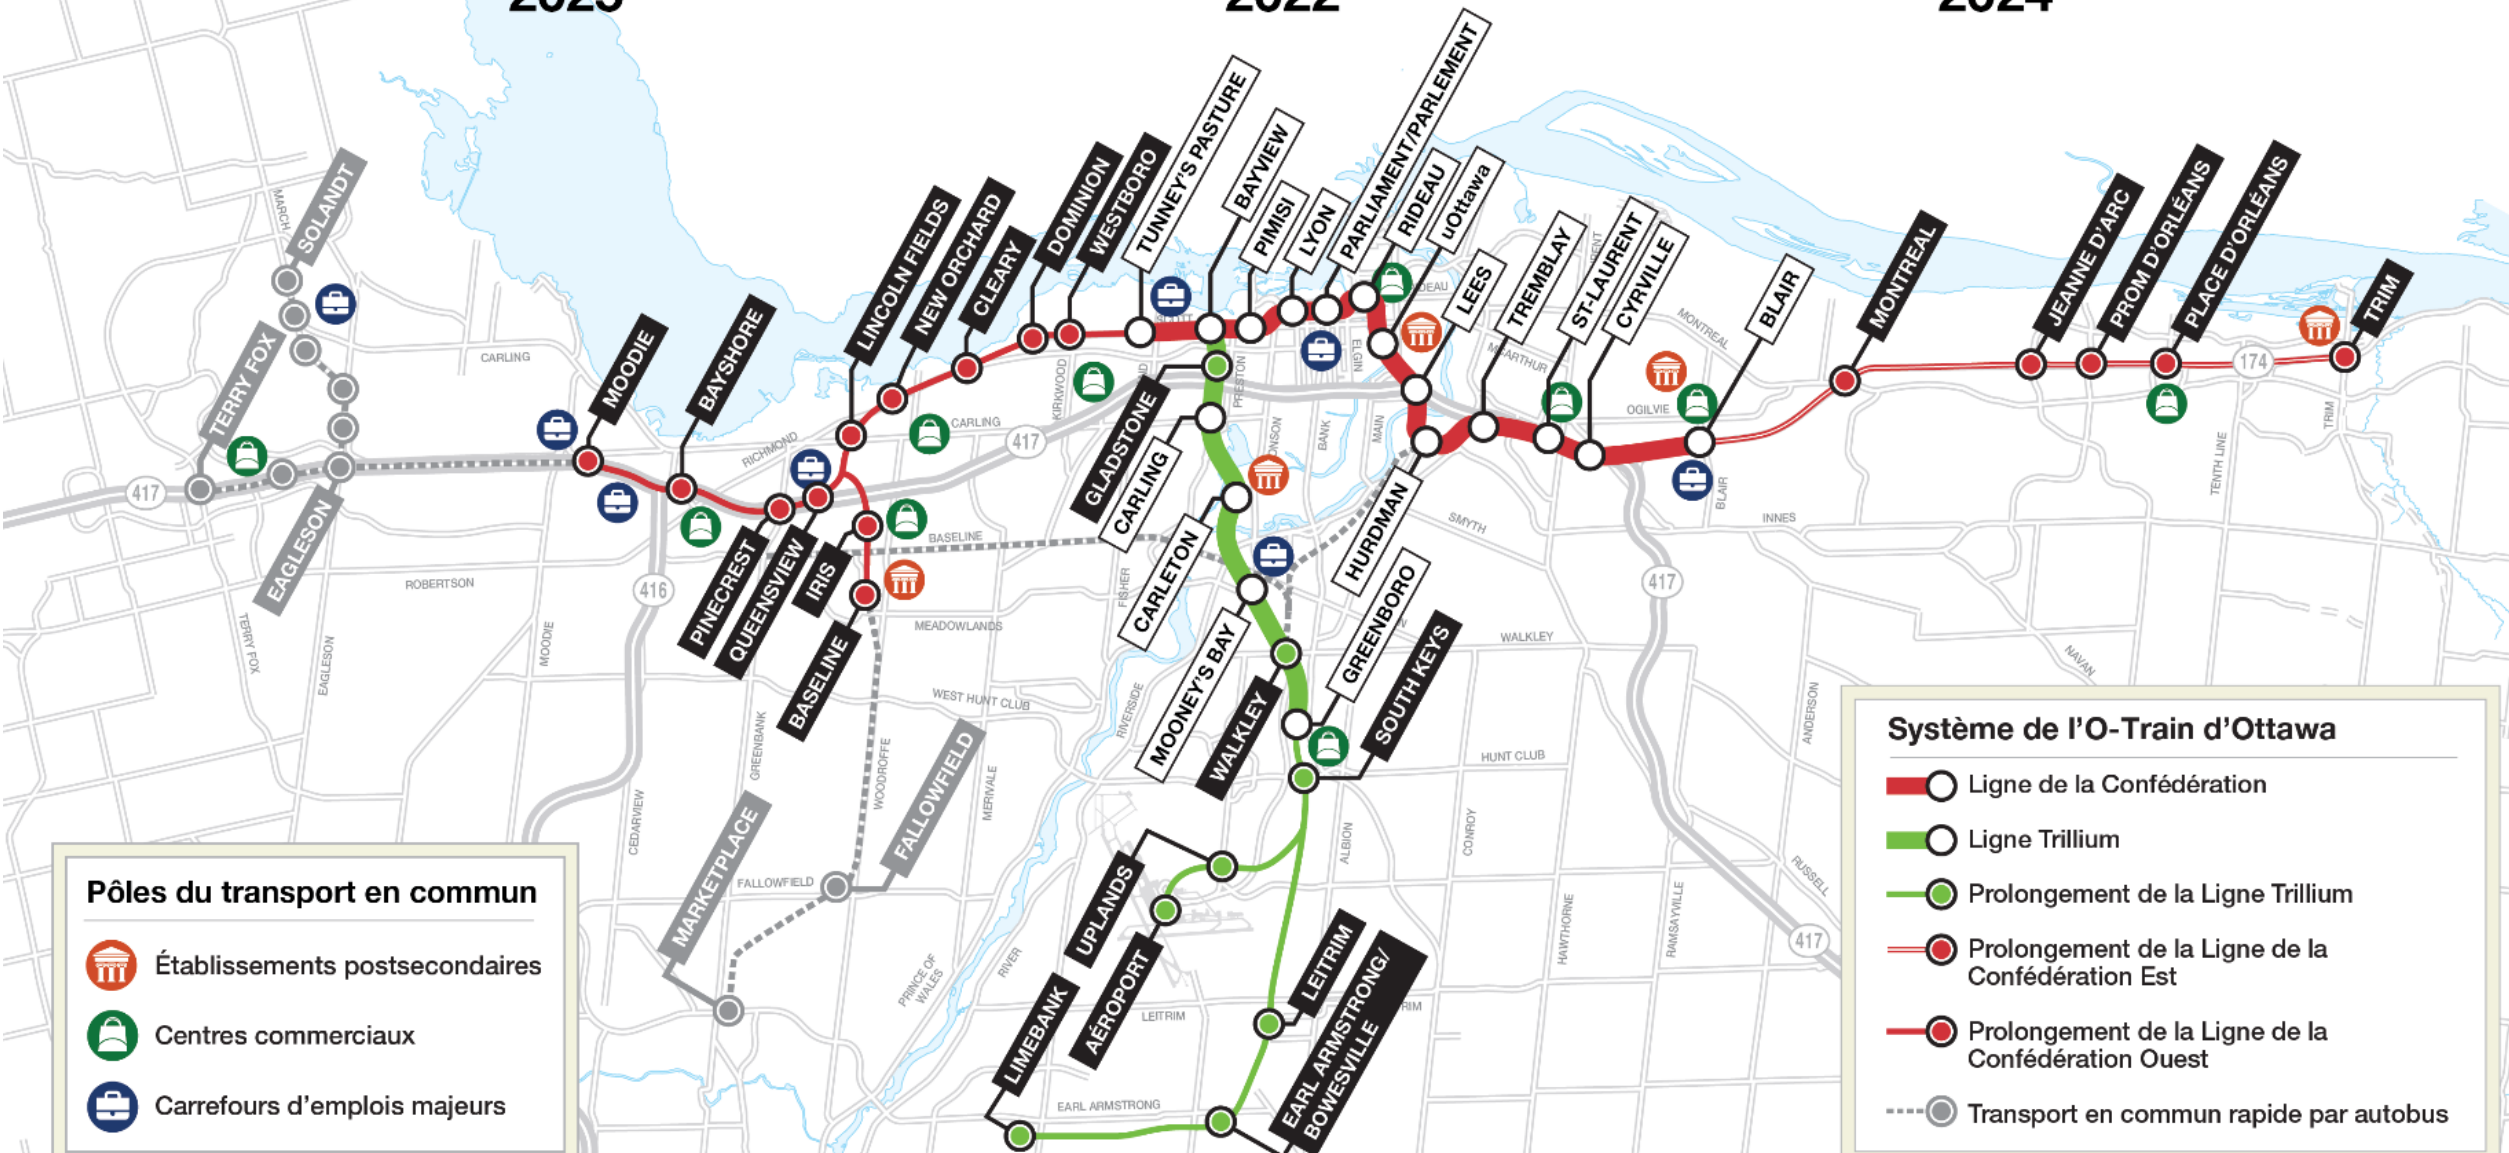 2022
2024
SOLANDT
TERRY FOX
EAGLESON
MOODIE
BAYSHORE
PINECREST
QUEENSVIEW
IRIS
BASELINE
LINCOLN FIELDS
NEW ORCHARD
CLEARY
DOMINION
WESTBORO
TUNNEY'S PASTURE
BAYVIEW
PIMISI
LYON
PARLIAMENT/PARLEMENT
RIDEAU
uOttawa
LEES
HURDMAN
TREMBLAY
ST-LAURENT
CYRVILLE
BLAIR
MONTREAL
JEANNE D'ARC
PROM D'ORLÉANS
PLACE D'ORLÉANS
TRIM
GLADSTONE
CARLING
CARLETON
MOONEY'S BAY
WALKLEY
GREENBORO
SOUTH KEYS
UPLANDS
AÉROPORT
LEITRIM
EARL ARMSTRONG/
BOWESVILLE
LIMEBANK
FALLOWFIELD
MARKETPLACE
MARCH
CARLING
417
416
ROBERTSON
TERRY FOX
EAGLESON
MOODIE
RICHMOND
CARLING
417
KIRKWOOD
SCOTT
PRESTON
BANK
ELGIN
MAIN
MCARTHUR
MONTREAL
OGILVIE
BLAIR
INNES
174
TENTH LINE
TRIM
BASELINE
FISHER
MEADOWLANDS
WEST HUNT CLUB
GREENBANK
WOODROFFE
MERIVALE
CEDARVIEW
FALLOWFIELD
PRINCE OF
WALES
RIVER
RIVERSIDE
SMYTH
417
WALKLEY
HUNT CLUB
ALBION
CONROY
HAWTHORNE
RAMSAYVILLE
ANDERSON
NAVAN
RUSSELL
417
LEITRIM
EARL ARMSTRONG
Pôles du transport en commun
Établissements postsecondaires
Centres commerciaux
Carrefours d'emplois majeurs
Système de l'O-Train d'Ottawa
Ligne de la Confédération
Ligne Trillium
Prolongement de la Ligne Trillium
Prolongement de la Ligne de la
Confédération Est
Prolongement de la Ligne de la
Confédération Ouest
Transport en commun rapide par autobus